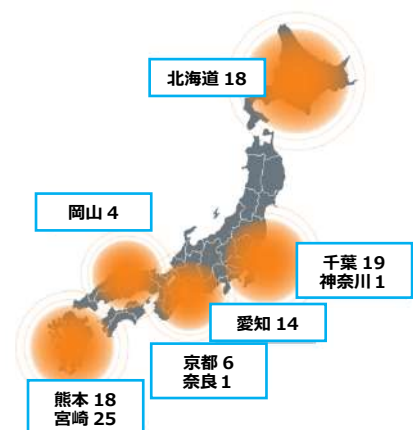 北海道 18
岡山 4
千葉 19
神奈川 1
愛知 14
京都 6
奈良 1
熊本 18
宮崎 25